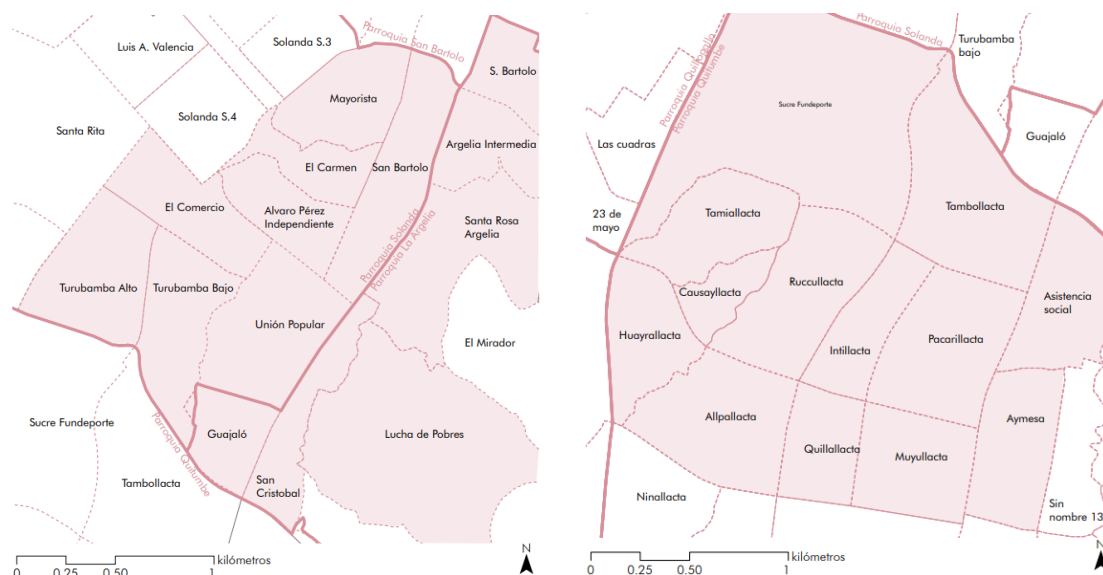 Luis A. Valencia
Solanda S.3
Parroquia San Bartolo
S. Bartolo
Mayorista
Santa Rita
Solanda S.4
Argelia Intermedia
El Carmen
San Bartolo
El Comercio
Alvaro Pérez
Independiente
Santa Rosa
Argelia
Parroquia Solanda
Parroquia La Argelia
Turubamba Alto
Turubamba Bajo
Unión Popular
El Mirador
Sucre Fundeporte
Guajaló
Lucha de Pobres
Parroquia Quitumbe
Tambollacta
San
Cristobal
kilómetros
0
0.25
0.50
1
N
Parroquia Solanda
Turubamba
bajo
Parroquia Quillagallo
Parroquia Quitumbe
Sucre Fundeporte
Guajaló
Las cuadras
23 de
mayo
Tamiallacta
Tambollacta
Causayllacta
Ruccullacta
Asistencia
social
Huayrallacta
Intillacta
Pacarillacta
Allpallacta
Aymesa
Quillallacta
Muyullacta
Ninallacta
Sin
nombre 13
kilómetros
0
0.25
0.50
1
N